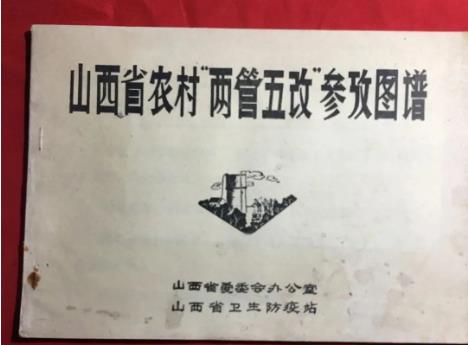 山西省农村“两管五改”参攷图谱
山西省爱委会办公室
山西省卫生防疫站